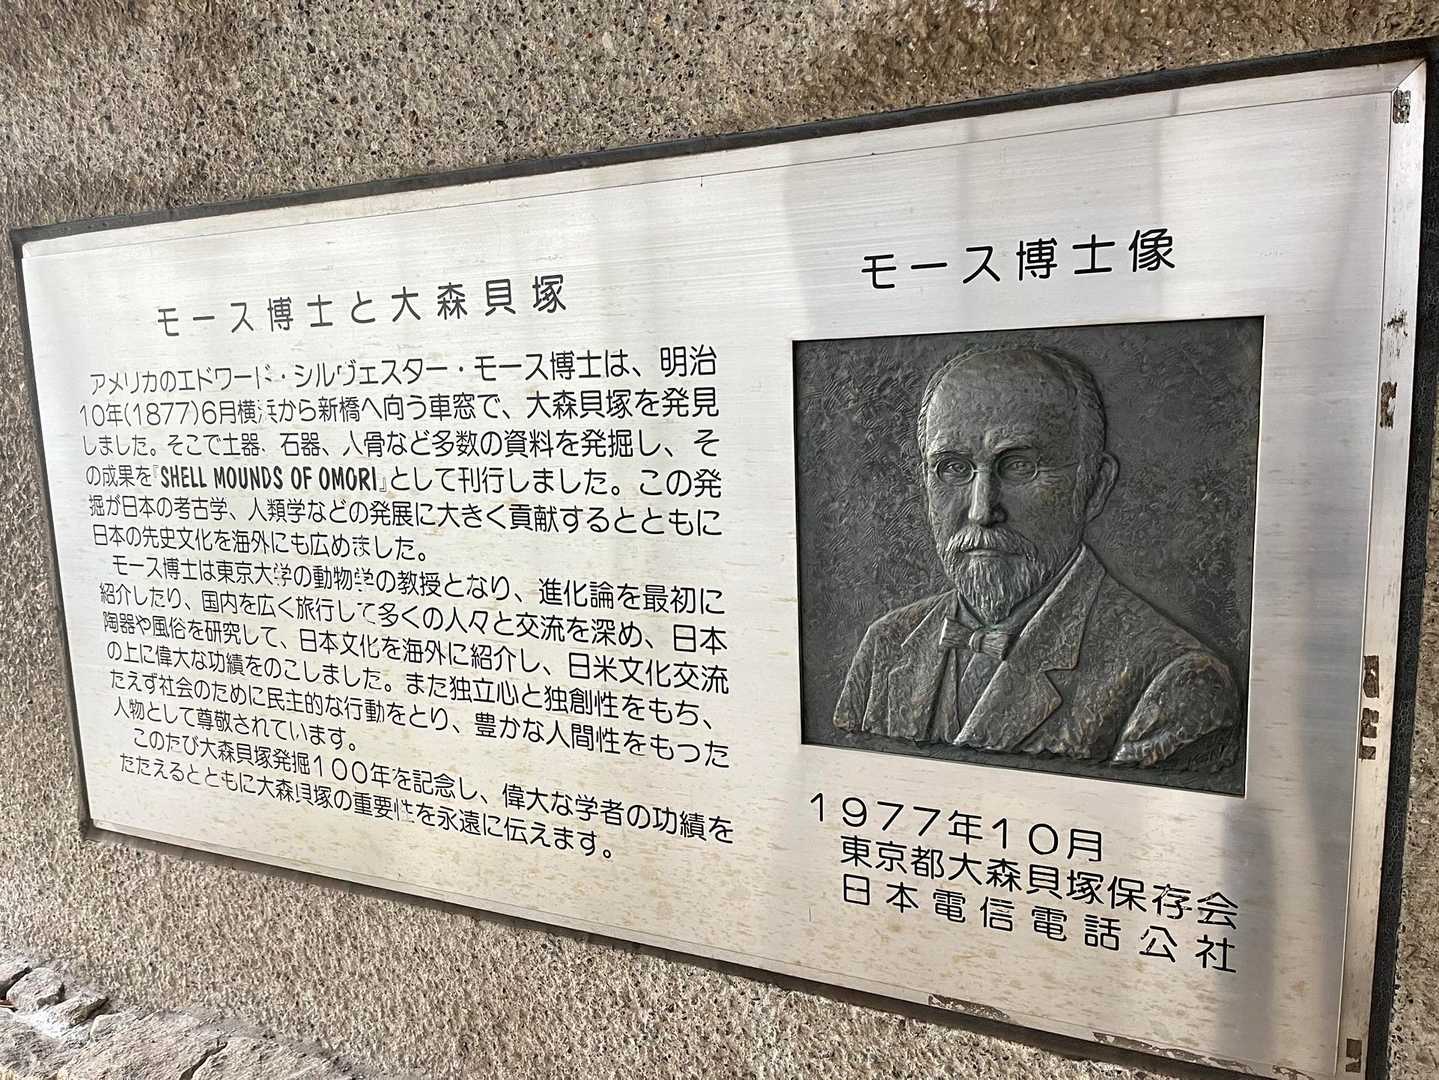 モース博士と大森貝塚
アメリカのエドワード・シルヴェスター・モース博士は、明治
10年(1877)6月横浜から新橋へ向う車窓で、大森貝塚を発見
しました。そこで土器、石器、人骨など多数の資料を発掘し、そ
の成果を『SHELL MOUNDS OF OMORI』として刊行しました。この発
掘が日本の考古学、人類学などの発展に大きく貢献するとともに
日本の先史文化を海外にも広めました。
モース博士は東京大学の動物学の教授となり、進化論を最初に
紹介したり、国内を広く旅行して多くの人々と交流を深め、日本
陶器や風俗を研究して、日本文化を海外に紹介し、日米文化交流
の上に偉大な功績をのこしました。また独立心と独創性をもち、
たえず社会のために民主的な行動をとり、豊かな人間性をもった
人物として尊敬されています。
このたび大森貝塚発掘100年を記念し、偉大な学者の功績を
たたえるとともに大森貝塚の重要性を永遠に伝えます。
モース博士像
1977年10月
東京都大森貝塚保存会
日本電信電話公社